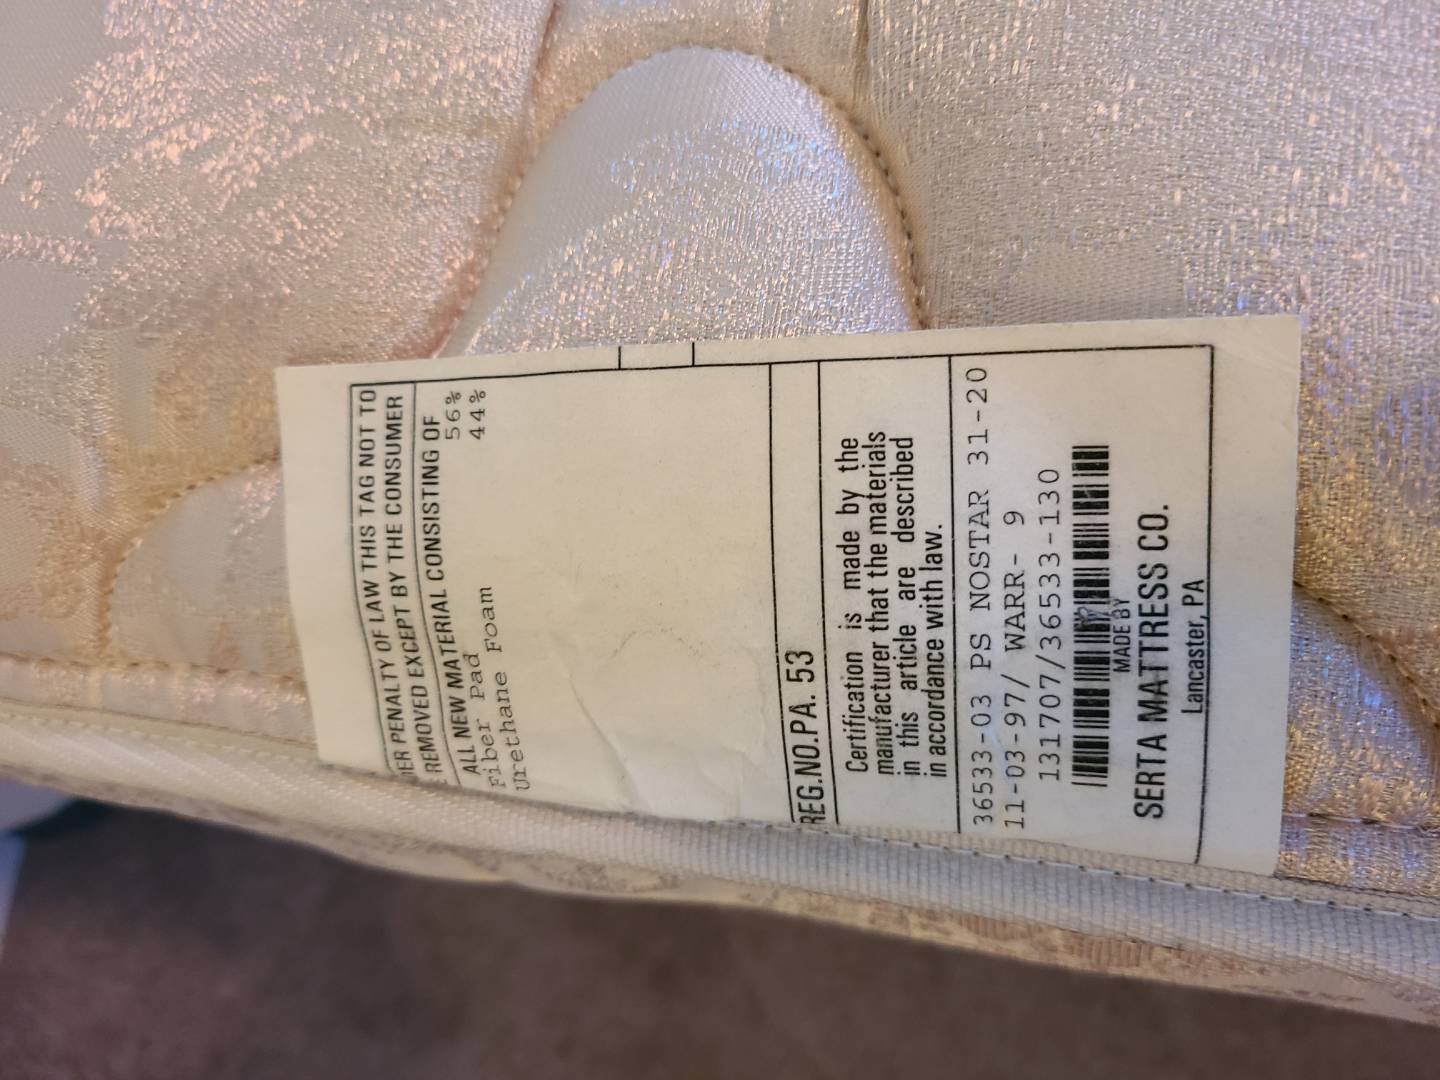 ER PENALTY OF LAW THIS TAG NOT TO
REMOVED EXCEPT BY THE CONSUMER
ALL NEW MATERIAL CONSISTING OF
Fiber Pad 56%
Urethane Foam 44%
REG.NO.PA. 53
Certification is made by the
manufacturer that the materials
in this article are described
in accordance with law.
36533-03 PS NOSTAR 31-20
11-03-97/ WARR- 9
131707/36533-130
MADE BY
SERTA MATTRESS CO.
Lancaster, PA